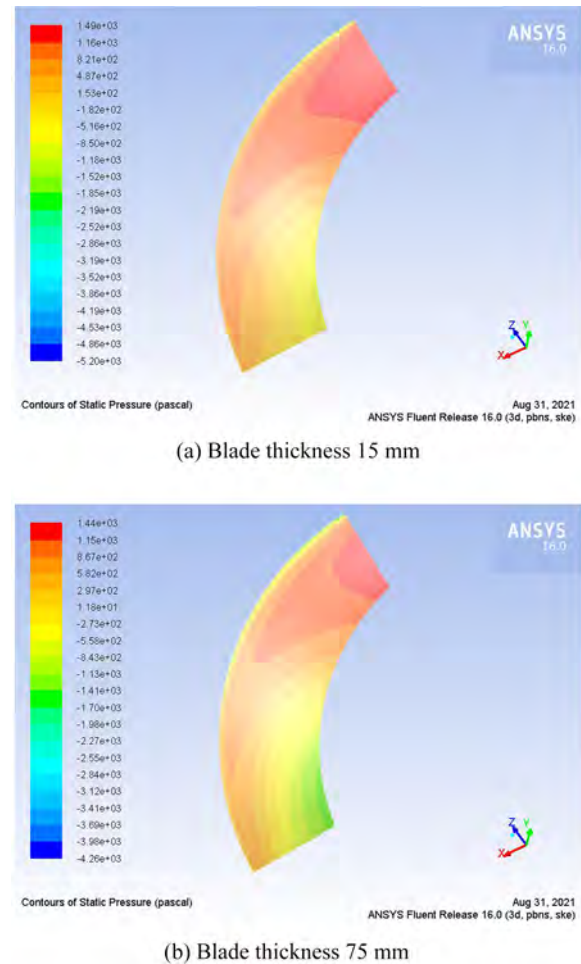 1.49e+03
1.16e+03
8.21e+02
4.87e+02
1.53e+02
-1.82e+02
-5.16e+02
-8.50e+02
-1.18e+03
-1.52e+03
-1.85e+03
-2.19e+03
-2.52e+03
-2.86e+03
-3.19e+03
-3.52e+03
-3.86e+03
-4.19e+03
-4.53e+03
-4.86e+03
-5.20e+03
ANSYS
16.0
Z Y
X
Contours of Static Pressure (pascal)
Aug 31, 2021
ANSYS Fluent Release 16.0 (3d, pbns, ske)
(a) Blade thickness 15 mm
1.44e+03
1.15e+03
8.67e+02
5.82e+02
2.97e+02
1.18e+01
-2.73e+02
-5.58e+02
-8.43e+02
-1.13e+03
-1.41e+03
-1.70e+03
-1.98e+03
-2.27e+03
-2.55e+03
-2.84e+03
-3.12e+03
-3.41e+03
-3.69e+03
-3.98e+03
-4.26e+03
ANSYS
16.0
Z Y
X
Contours of Static Pressure (pascal)
Aug 31, 2021
ANSYS Fluent Release 16.0 (3d, pbns, ske)
(b) Blade thickness 75 mm